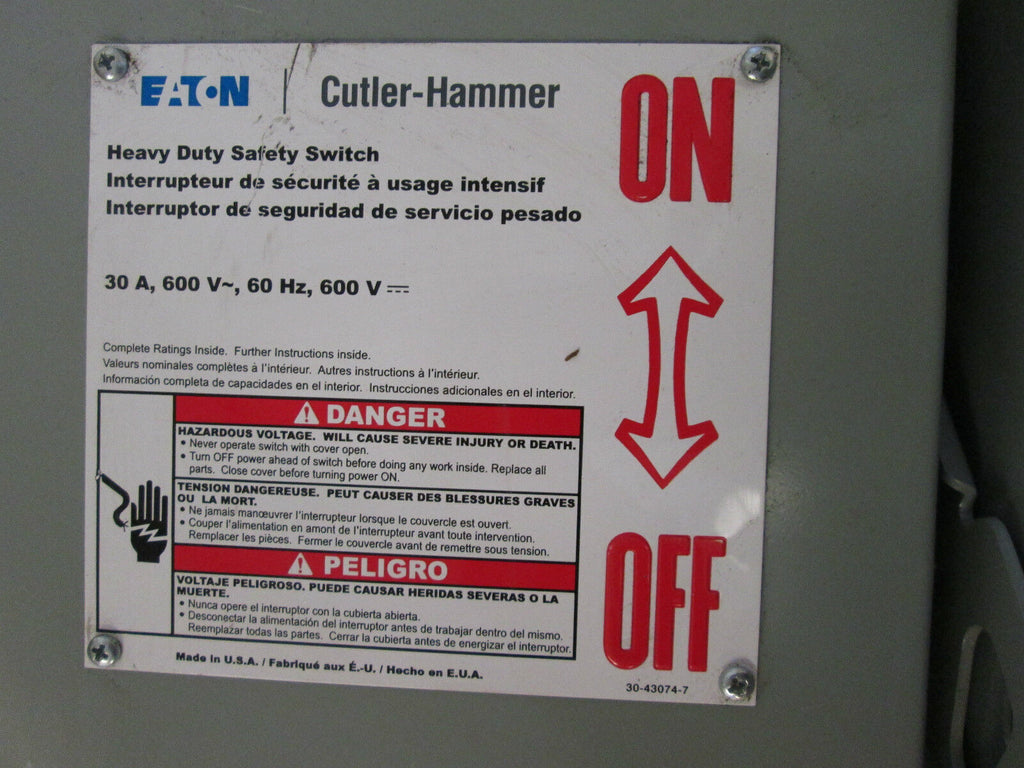 EATON | Cutler-Hammer
ON
Heavy Duty Safety Switch
Interrupteur de sécurité à usage intensif
Interruptor de seguridad de servicio pesado
30 A, 600 V~, 60 Hz, 600 V ⎓
Complete Ratings Inside. Further Instructions inside.
Valeurs nominales complètes à l'intérieur. Autres instructions à l'intérieur.
Información completa de capacidades en el interior. Instrucciones adicionales en el interior.
⚠ DANGER
HAZARDOUS VOLTAGE. WILL CAUSE SEVERE INJURY OR DEATH.
• Never operate switch with cover open.
• Turn OFF power ahead of switch before doing any work inside. Replace all
parts. Close cover before turning power ON.
TENSION DANGEREUSE. PEUT CAUSER DES BLESSURES GRAVES
OU LA MORT.
• Ne jamais manœuvrer l'interrupteur lorsque le couvercle est ouvert.
• Couper l'alimentation en amont de l'interrupteur avant toute intervention.
Remplacer les pièces. Fermer le couvercle avant de remettre sous tension.
⚠ PELIGRO
VOLTAJE PELIGROSO. PUEDE CAUSAR HERIDAS SEVERAS O LA
MUERTE.
• Nunca opere el interruptor con la cubierta abierta.
• Desconectar la alimentación del interruptor antes de trabajar dentro del mismo.
Reemplazar todas las partes. Cerrar la cubierta antes de energizar el interruptor.
OFF
Made in U.S.A. / Fabriqué aux É.-U. / Hecho en E.U.A.
30-43074-7